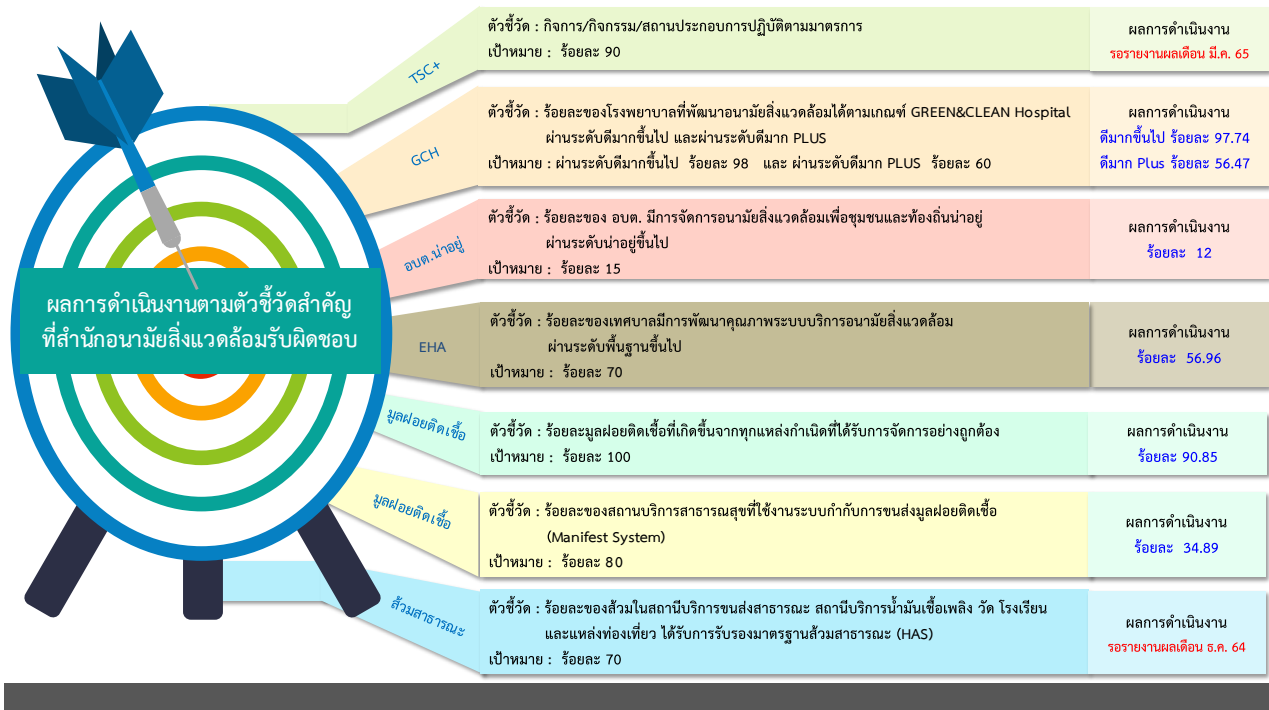 ผลการดำเนินงานตามตัวชี้วัดสำคัญ
ที่สำนักอนามัยสิ่งแวดล้อมรับผิดชอบ
TSC+
ตัวชี้วัด : กิจการ/กิจกรรม/สถานประกอบการปฏิบัติตามมาตรการ
เป้าหมาย : ร้อยละ 90
ผลการดำเนินงาน
รอรายงานผลเดือน มี.ค. 65
GCH
ตัวชี้วัด : ร้อยละของโรงพยาบาลที่พัฒนาอนามัยสิ่งแวดล้อมได้ตามเกณฑ์ GREEN&CLEAN Hospital
ผ่านระดับดีมากขึ้นไป และผ่านระดับดีมาก PLUS
เป้าหมาย : ผ่านระดับดีมากขึ้นไป ร้อยละ 98 และ ผ่านระดับดีมาก PLUS ร้อยละ 60
ผลการดำเนินงาน
ดีมากขึ้นไป ร้อยละ 97.74
ดีมาก Plus ร้อยละ 56.47
อบต.น่าอยู่
ตัวชี้วัด : ร้อยละของ อบต. มีการจัดการอนามัยสิ่งแวดล้อมเพื่อชุมชนและท้องถิ่นน่าอยู่
ผ่านระดับน่าอยู่ขึ้นไป
เป้าหมาย : ร้อยละ 15
ผลการดำเนินงาน
ร้อยละ 12
EHA
ตัวชี้วัด : ร้อยละของเทศบาลมีการพัฒนาคุณภาพระบบบริการอนามัยสิ่งแวดล้อม
ผ่านระดับพื้นฐานขึ้นไป
เป้าหมาย : ร้อยละ 70
ผลการดำเนินงาน
ร้อยละ 56.96
มูลฝอยติดเชื้อ
ตัวชี้วัด : ร้อยละมูลฝอยติดเชื้อที่เกิดขึ้นจากทุกแหล่งกำเนิดที่ได้รับการจัดการอย่างถูกต้อง
เป้าหมาย : ร้อยละ 100
ผลการดำเนินงาน
ร้อยละ 90.85
มูลฝอยติดเชื้อ
ตัวชี้วัด : ร้อยละของสถานบริการสาธารณสุขที่ใช้งานระบบกำกับการขนส่งมูลฝอยติดเชื้อ
(Manifest System)
เป้าหมาย : ร้อยละ 80
ผลการดำเนินงาน
ร้อยละ 34.89
ส้วมสาธารณะ
ตัวชี้วัด : ร้อยละของส้วมในสถานีบริการขนส่งสาธารณะ สถานีบริการน้ำมันเชื้อเพลิง วัด โรงเรียน
และแหล่งท่องเที่ยว ได้รับการรับรองมาตรฐานส้วมสาธารณะ (HAS)
เป้าหมาย : ร้อยละ 70
ผลการดำเนินงาน
รอรายงานผลเดือน ธ.ค. 64